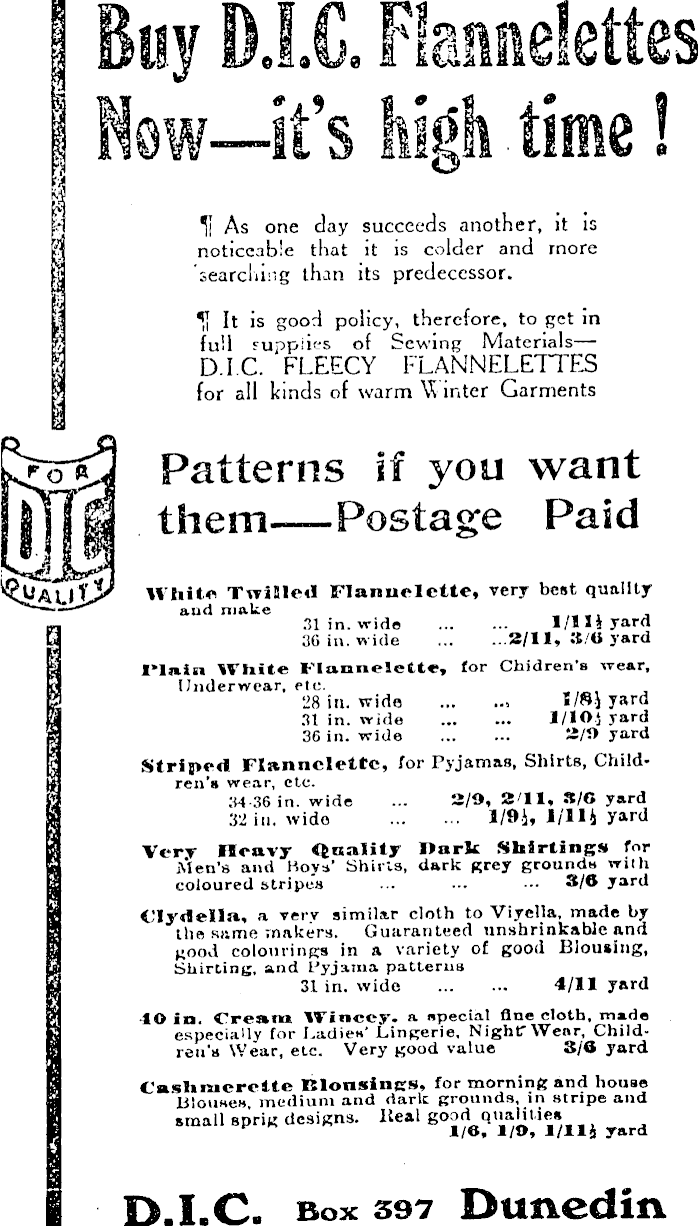 Buy D.I.C. Flannelettes
Now—it's high time!
¶ As one day succeeds another, it is
noticeable that it is colder and more
searching than its predecessor.
¶ It is good policy, therefore, to get in
full supplies of Sewing Materials—
D.I.C. FLEECY FLANNELETTES
for all kinds of warm Winter Garments
FOR
DIC
QUALITY
Patterns if you want
them—Postage Paid
White Twilled Flannelette, very best quality
and make
31 in. wide ... ... 1/11½ yard
36 in. wide ... ...2/11, 3/6 yard
Plain White Flannelette, for Chidren's wear,
Underwear, etc.
28 in. wide ... ... 1/8½ yard
31 in. wide ... ... 1/10½ yard
36 in. wide ... ... 2/9 yard
Striped Flannelette, for Pyjamas, Shirts, Child-
ren's wear, etc.
34-36 in. wide ... 2/9, 2/11, 3/6 yard
32 in. wide ... ... 1/9½, 1/11½ yard
Very Heavy Quality Dark Shirtings for
Men's and Boys' Shirts, dark grey grounds with
coloured stripes ... ... ... 3/6 yard
Clydella, a very similar cloth to Viyella, made by
the same makers. Guaranteed unshrinkable and
good colourings in a variety of good Blousing,
Shirting, and Pyjama patterns
31 in. wide ... ... 4/11 yard
40 in. Cream Wincey, a special fine cloth, made
especially for Ladies' Lingerie, Night Wear, Child-
ren's Wear, etc. Very good value 3/6 yard
Cashmerette Blousings, for morning and house
Blouses, medium and dark grounds, in stripe and
small sprig designs. Real good qualities
1/6, 1/9, 1/11½ yard
D.I.C. Box 397 Dunedin